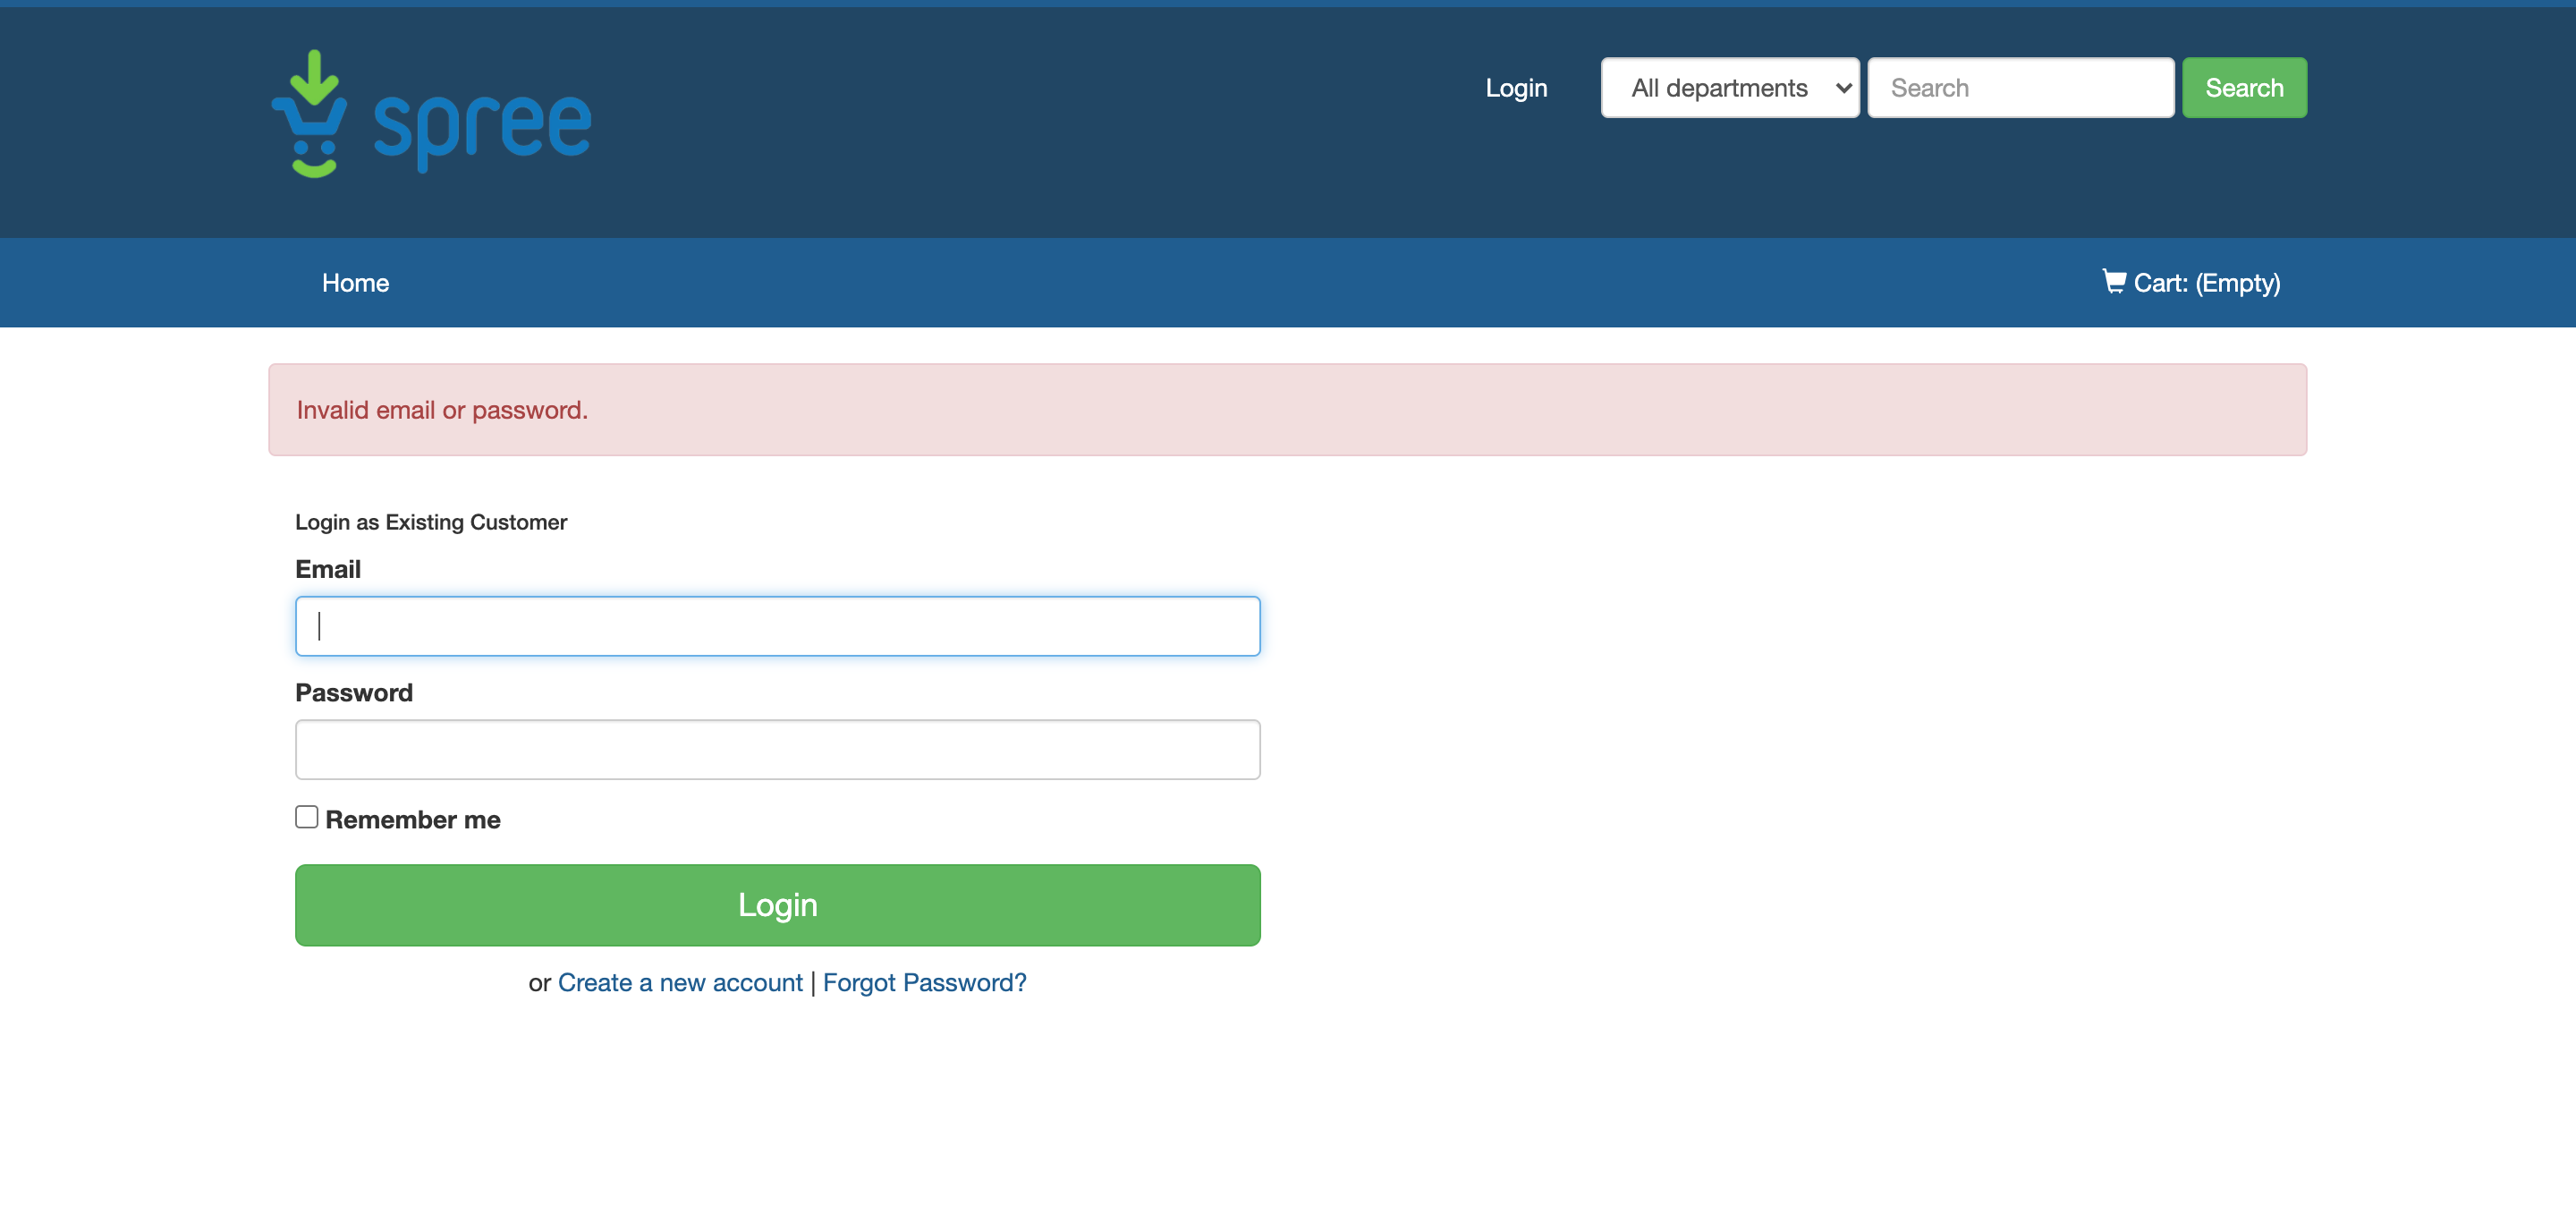 spree
Login All departments Search Search
Home Cart: (Empty)
Invalid email or password.
Login as Existing Customer
Email
Password
Remember me
Login
or Create a new account | Forgot Password?